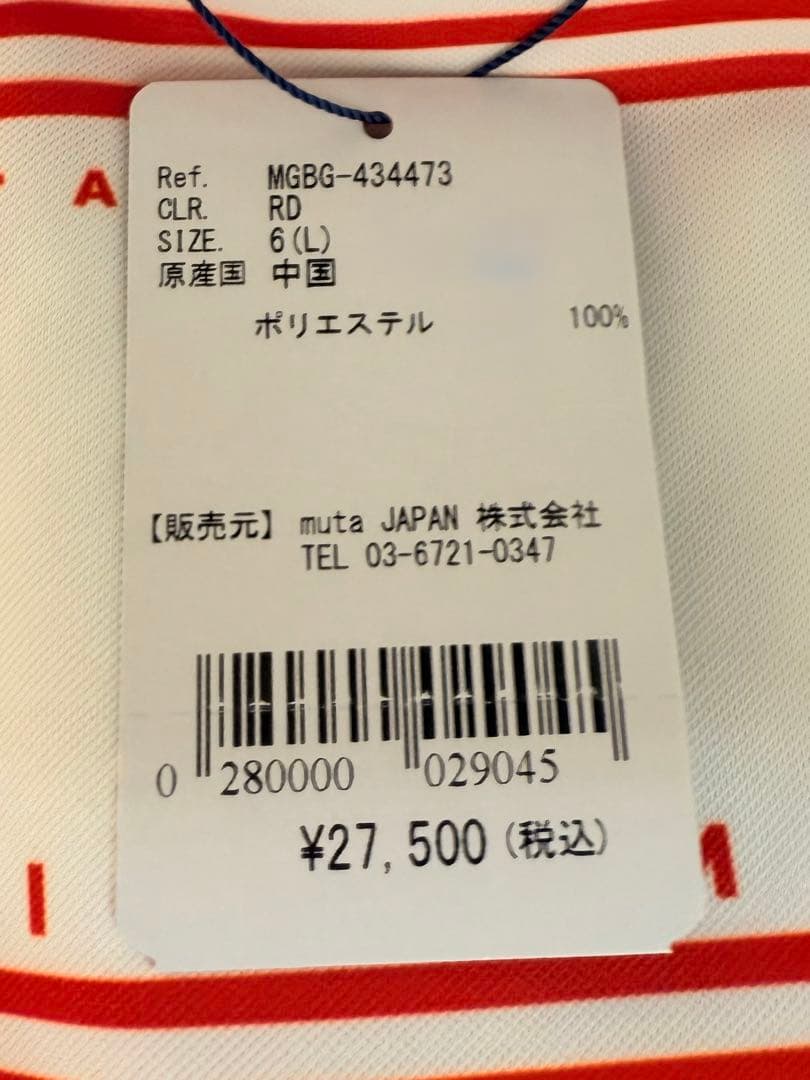 A
Ref. MGBG-434473
CLR. RD
SIZE. 6(L)
原産国 中国
ポリエステル 100%
【販売元】 muta JAPAN 株式会社
TEL 03-6721-0347
0 280000 029045
¥27,500(税込)
I M